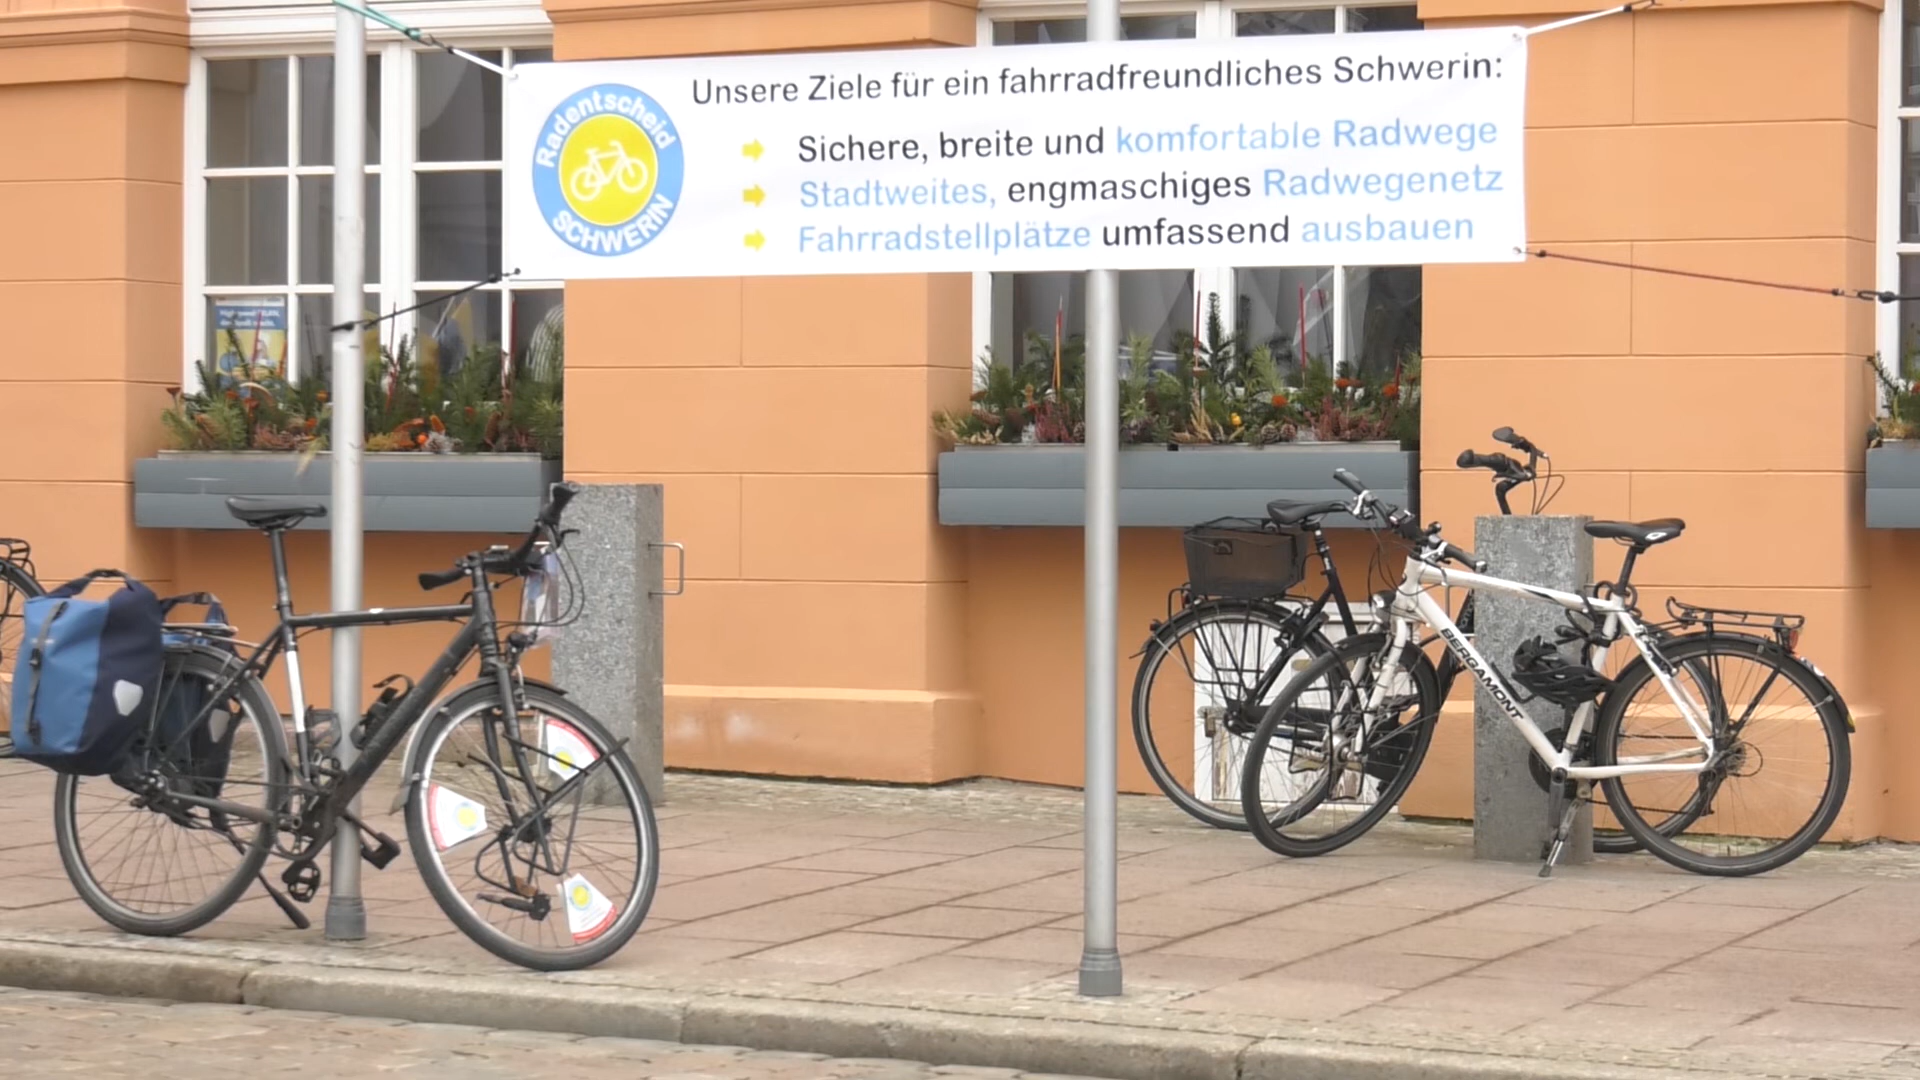 Unsere Ziele für ein fahrradfreundliches Schwerin:
Radentscheid
SCHWERIN
Sichere, breite und komfortable Radwege
Stadtweites, engmaschiges Radwegenetz
Fahrradstellplätze umfassend ausbauen
BERGAMONT